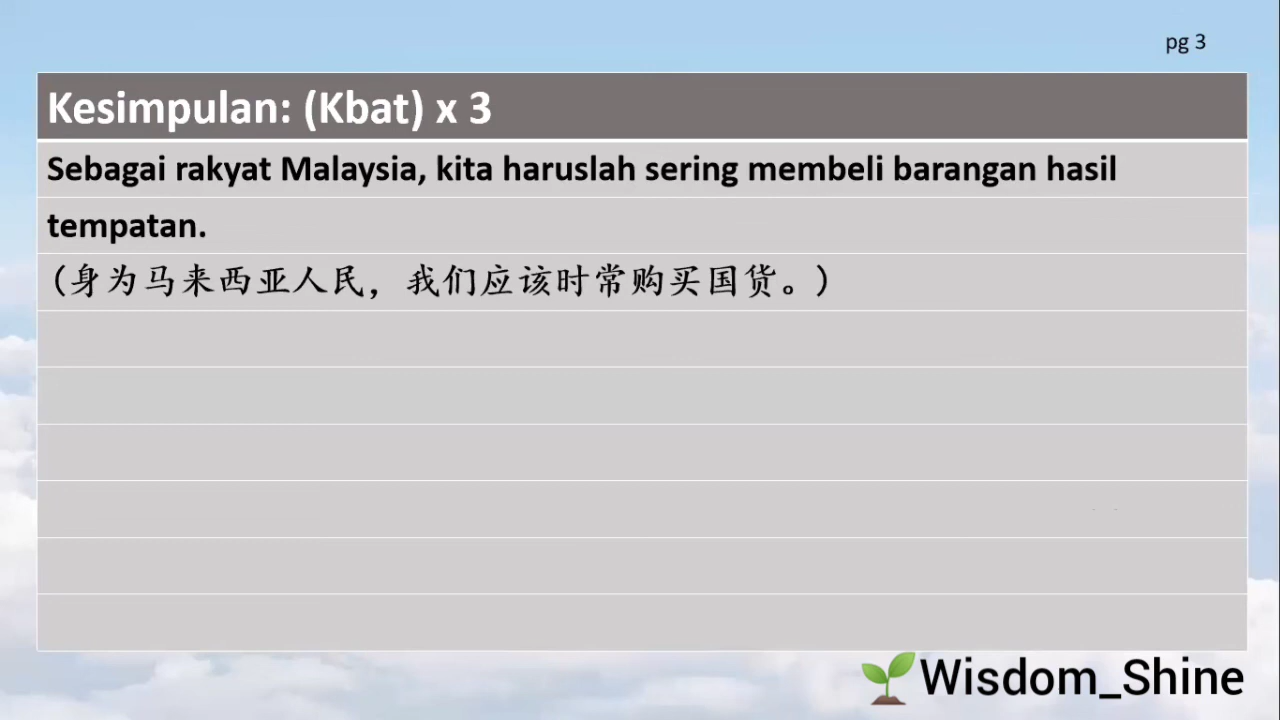 pg 3
Kesimpulan: (Kbat) x 3
Sebagai rakyat Malaysia, kita haruslah sering membeli barangan hasil
tempatan.
(身为马来西亚人民，我们应该时常购买国货。)
Wisdom_Shine